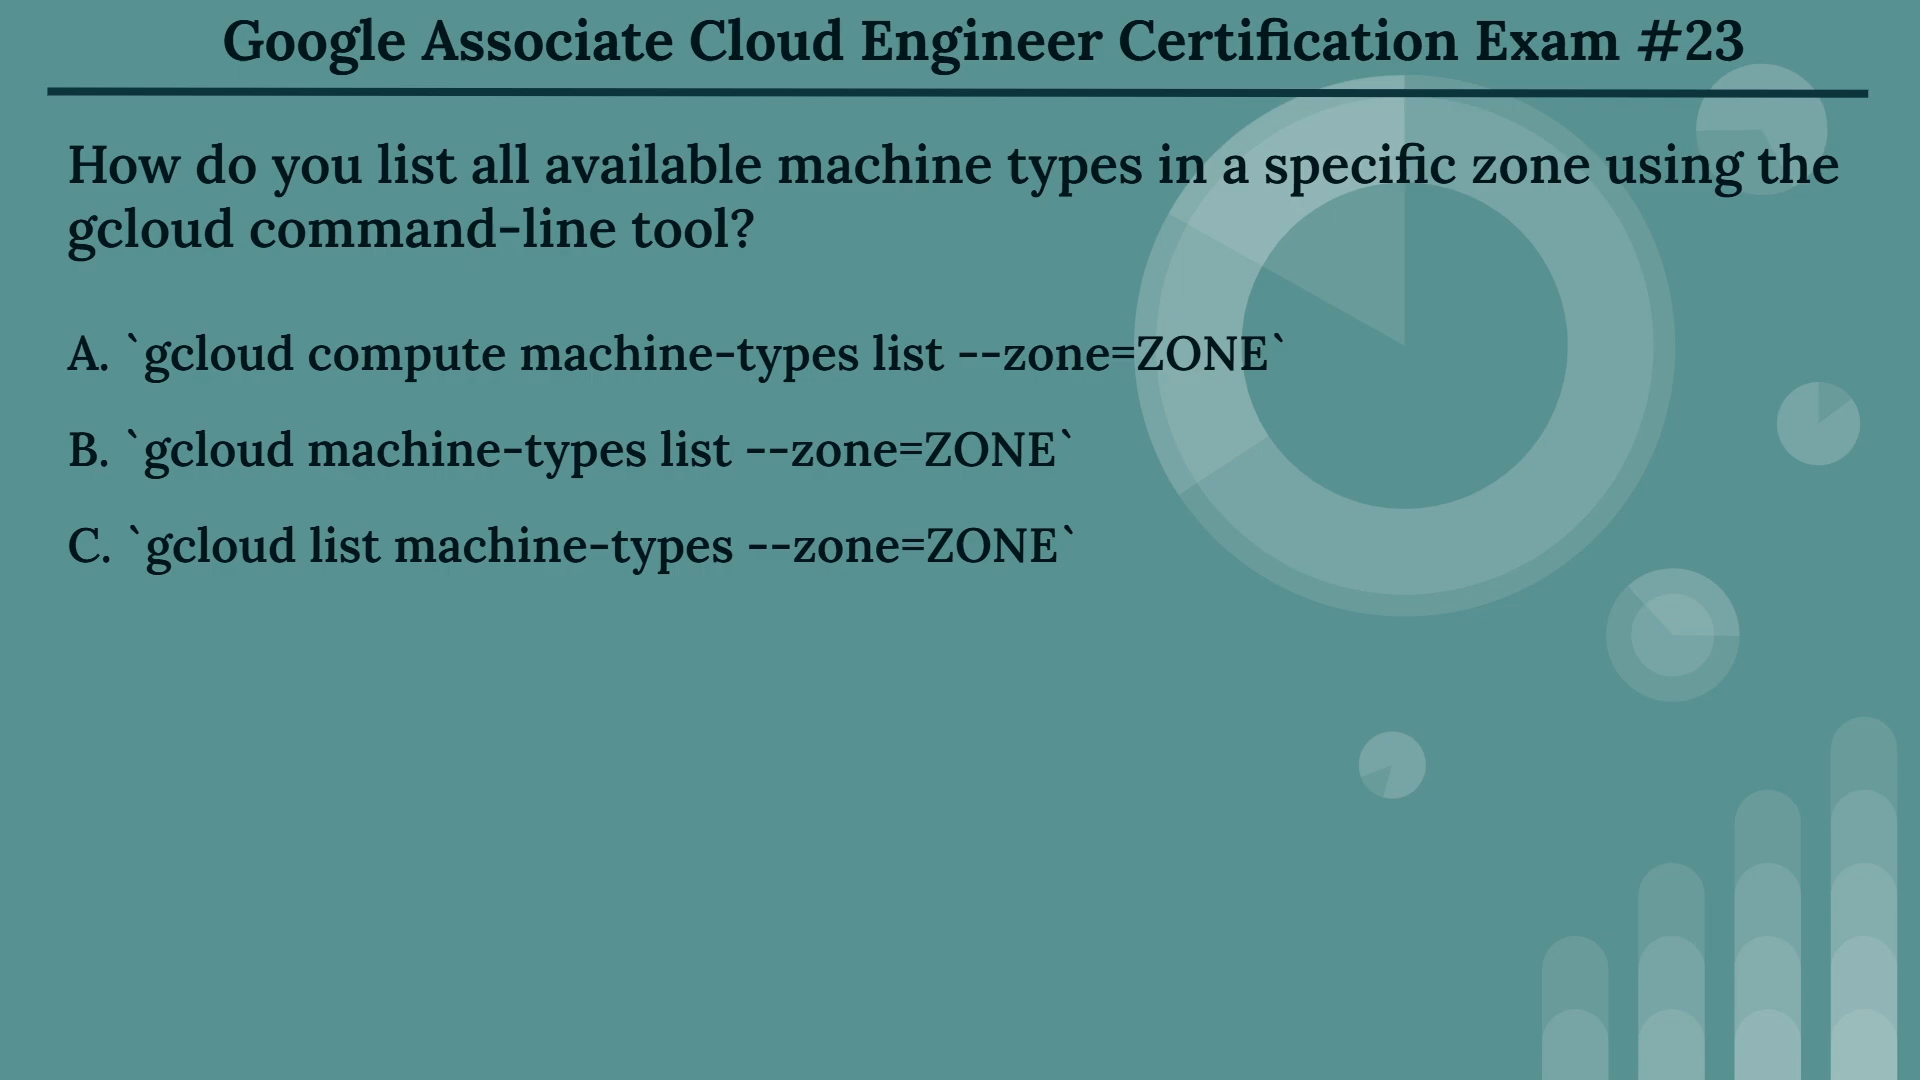 Google Associate Cloud Engineer Certification Exam #23
How do you list all available machine types in a specific zone using the
gcloud command-line tool?
A. `gcloud compute machine-types list --zone=ZONE`
B. `gcloud machine-types list --zone=ZONE`
C. `gcloud list machine-types --zone=ZONE`